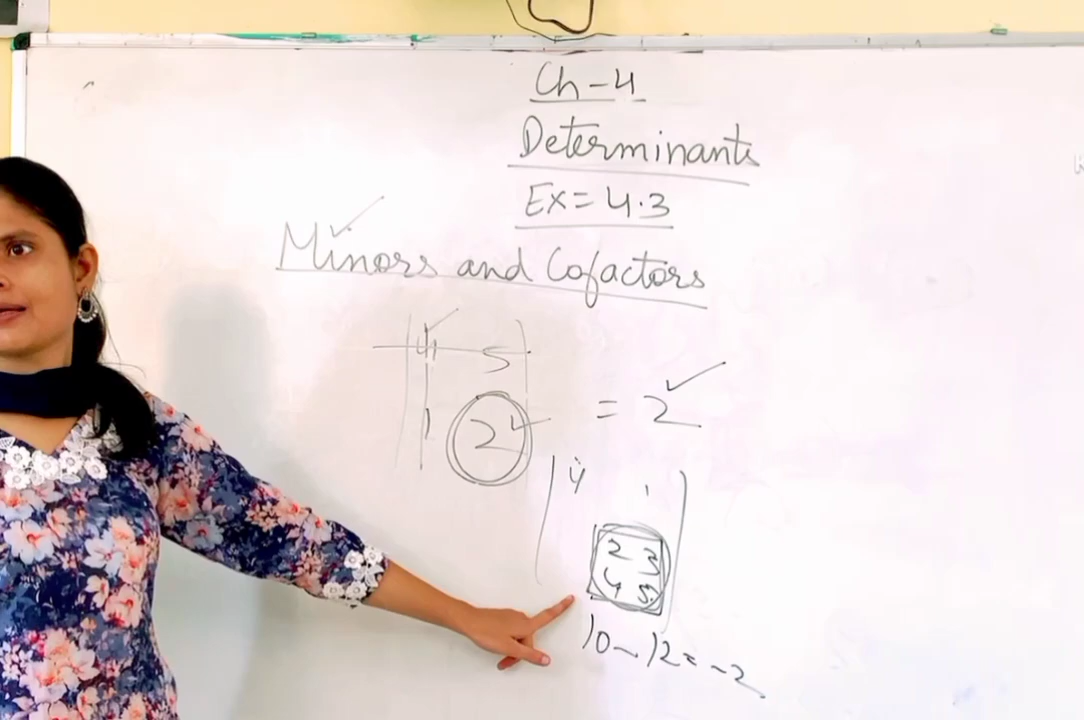 Ch-4
Determinants
Ex = 4.3
Minors and Cofactors
4 5
1 2 = 2
4 1
2 3
4 5
10-12=-2